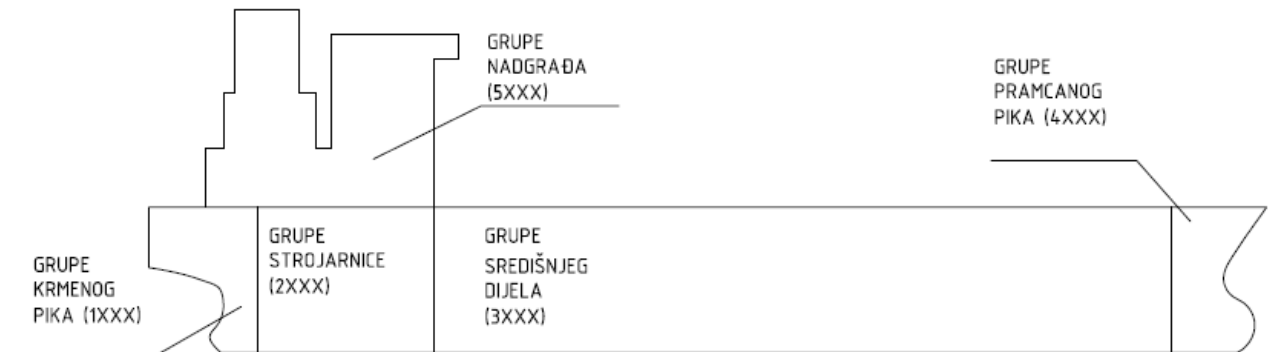 GRUPE
NADGRAĐA
(5XXX)
GRUPE
PRAMCANOG
PIKA (4XXX)
GRUPE
KRMENOG
PIKA (1XXX)
GRUPE
STROJARNICE
(2XXX)
GRUPE
SREDIŠNJEG
DIJELA
(3XXX)